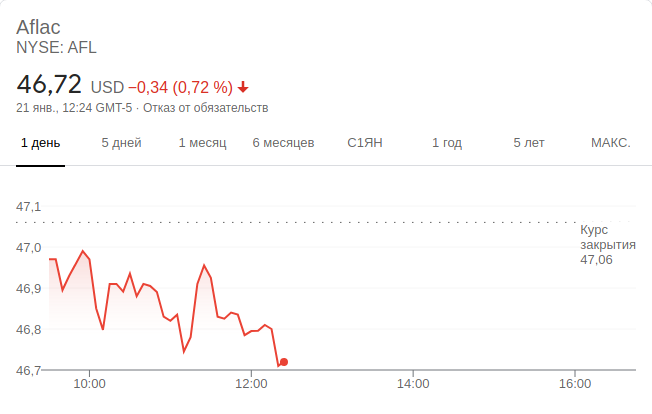 Aflac
NYSE: AFL
46,72 USD −0,34 (0,72 %)
21 янв., 12:24 GMT-5 · Отказ от обязательств
1 день 5 дней 1 месяц 6 месяцев С1ЯН 1 год 5 лет МАКС.
47,1
Курс
закрытия
47,06
47,0
46,9
46,8
46,7
10:00 12:00 14:00 16:00